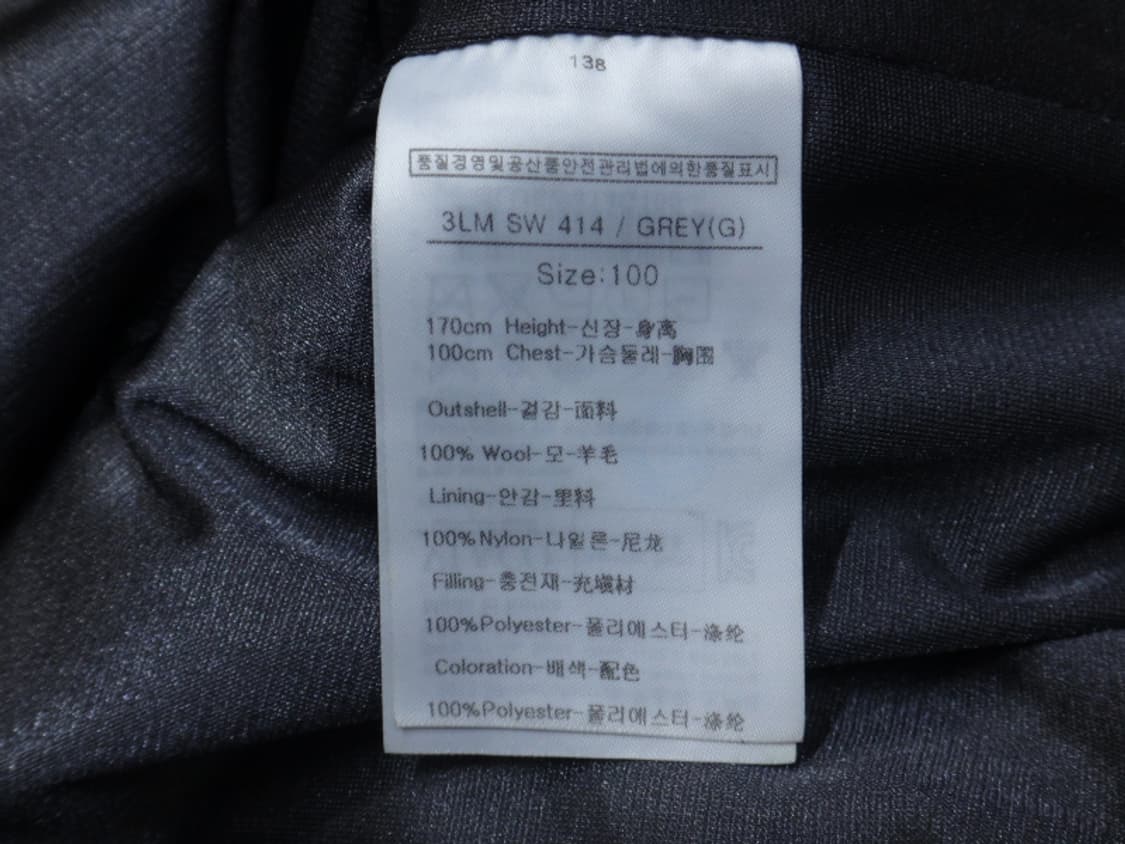 138
품질경영및공산품안전관리법에의한품질표시
3LM SW 414 / GREY(G)
Size:100
170cm Height-신장-身高
100cm Chest-가슴둘레-胸围
Outshell-겉감-面料
100% Wool-모-羊毛
Lining-안감-里料
100%Nylon-나일론-尼龙
Filling-충전재-充塡材
100%Polyester-폴리에스터-涤纶
Coloration-배색-配色
100%Polyester-폴리에스터-涤纶